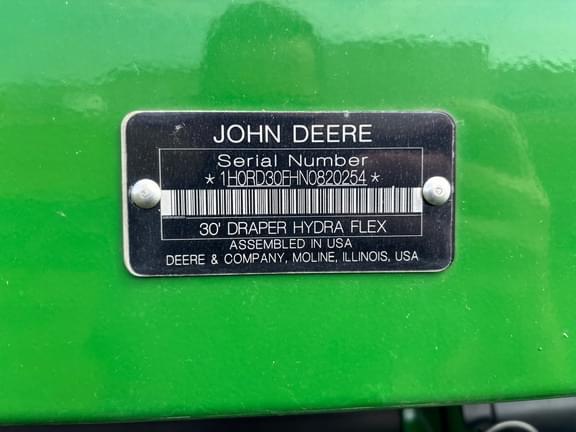 JOHN DEERE
Serial Number
*1H0RD30FHN0820254*
30' DRAPER HYDRA FLEX
ASSEMBLED IN USA
DEERE & COMPANY, MOLINE, ILLINOIS, USA